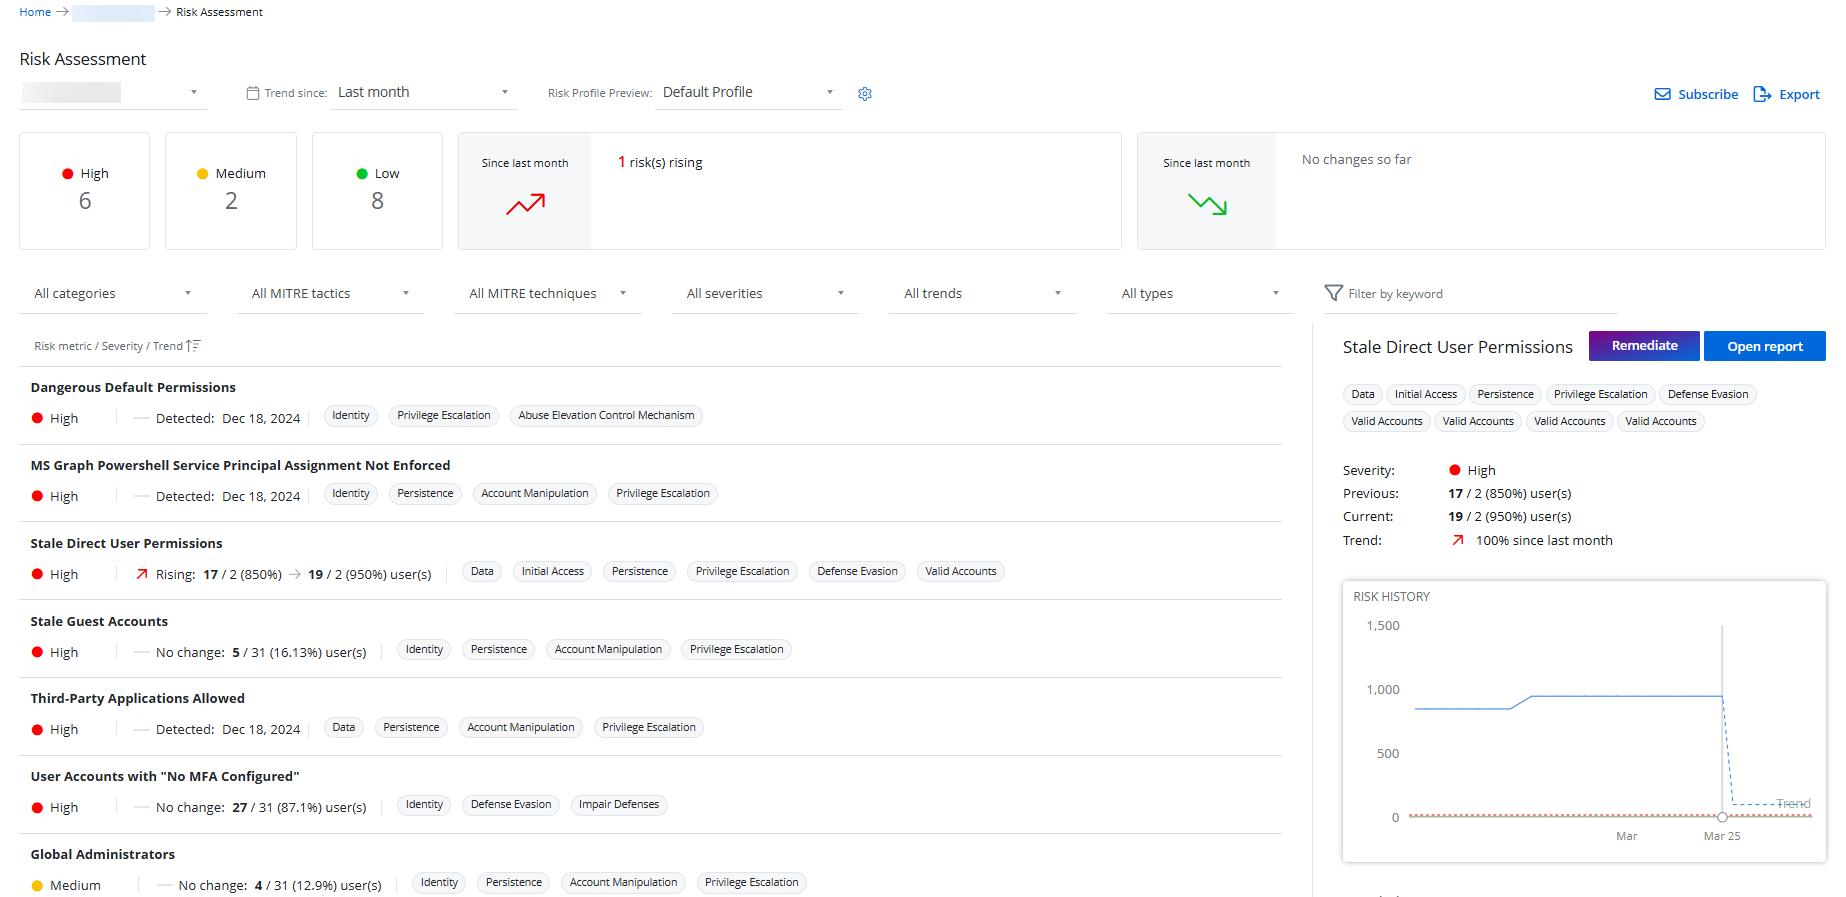 Home → → Risk Assessment
Risk Assessment
Trend since: Last month Risk Profile Preview: Default Profile
Subscribe Export
High
6
Medium
2
Low
8
Since last month
1 risk(s) rising
Since last month
No changes so far
All categories All MITRE tactics All MITRE techniques All severities All trends All types Filter by keyword
Risk metric / Severity / Trend
Dangerous Default Permissions
High — Detected: Dec 18, 2024 Identity Privilege Escalation Abuse Elevation Control Mechanism
MS Graph Powershell Service Principal Assignment Not Enforced
High — Detected: Dec 18, 2024 Identity Persistence Account Manipulation Privilege Escalation
Stale Direct User Permissions
High Rising: 17 / 2 (850%) → 19 / 2 (950%) user(s) Data Initial Access Persistence Privilege Escalation Defense Evasion Valid Accounts
Stale Guest Accounts
High — No change: 5 / 31 (16.13%) user(s) Identity Persistence Account Manipulation Privilege Escalation
Third-Party Applications Allowed
High — Detected: Dec 18, 2024 Data Persistence Account Manipulation Privilege Escalation
User Accounts with "No MFA Configured"
High — No change: 27 / 31 (87.1%) user(s) Identity Defense Evasion Impair Defenses
Global Administrators
Medium — No change: 4 / 31 (12.9%) user(s) Identity Persistence Account Manipulation Privilege Escalation
Stale Direct User Permissions Remediate Open report
Data Initial Access Persistence Privilege Escalation Defense Evasion
Valid Accounts Valid Accounts Valid Accounts Valid Accounts
Severity: High
Previous: 17 / 2 (850%) user(s)
Current: 19 / 2 (950%) user(s)
Trend: 100% since last month
RISK HISTORY
1,500
1,000
500
Trend
0
Mar Mar 25